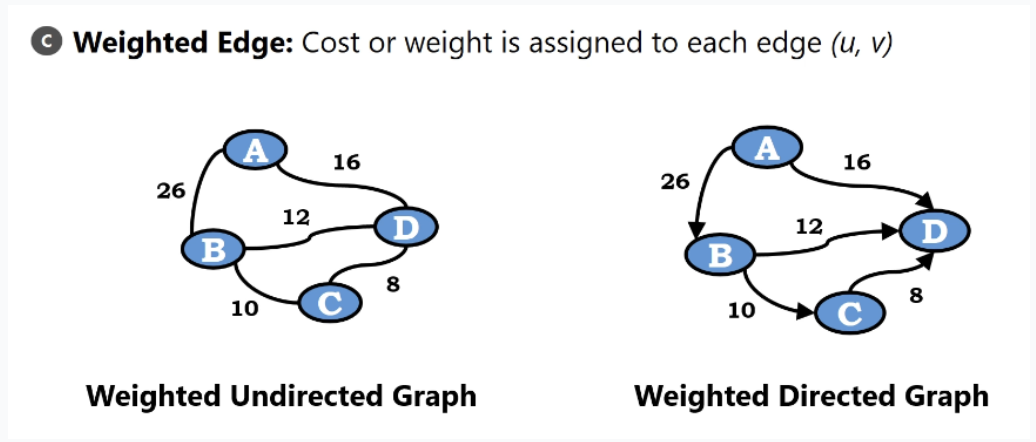 C Weighted Edge: Cost or weight is assigned to each edge (u, v)
A
16
26
12
D
B
C
8
10
Weighted Undirected Graph
A
16
26
12
D
B
8
10
C
Weighted Directed Graph